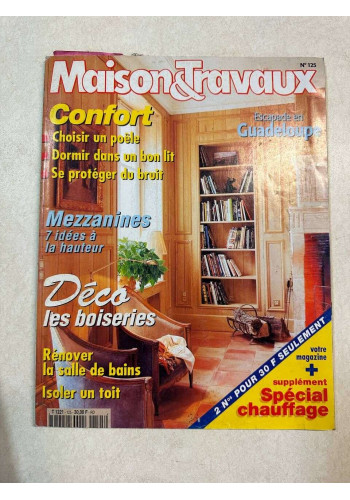 N° 125
Maison&Travaux
Confort
Choisir un poêle
Dormir dans un bon lit
Se protéger du bruit
Escapade en
Guadeloupe
Mezzanines
7 idées à
la hauteur
Déco
les boiseries
Rénover
la salle de bains
Isoler un toit
2 Nos POUR 30 F SEULEMENT
votre
magazine
+
supplément
Spécial
chauffage